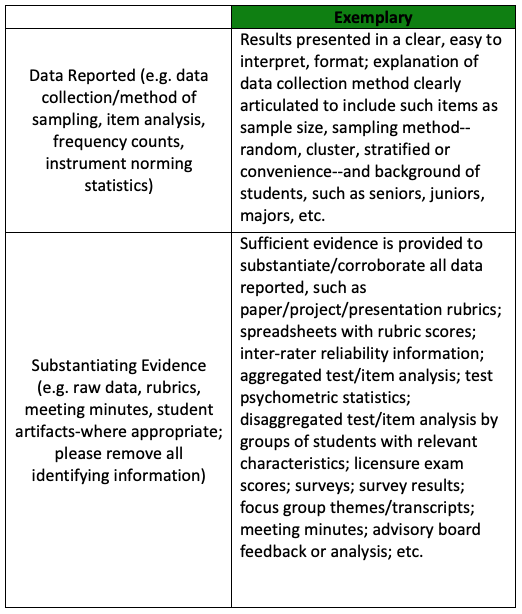 Exemplary
Data Reported (e.g. data
collection/method of
sampling, item analysis,
frequency counts,
instrument norming
statistics)
Results presented in a clear, easy to
interpret, format; explanation of
data collection method clearly
articulated to include such items as
sample size, sampling method--
random, cluster, stratified or
convenience--and background of
students, such as seniors, juniors,
majors, etc.
Substantiating Evidence
(e.g. raw data, rubrics,
meeting minutes, student
artifacts-where appropriate;
please remove all
identifying information)
Sufficient evidence is provided to
substantiate/corroborate all data
reported, such as
paper/project/presentation rubrics;
spreadsheets with rubric scores;
inter-rater reliability information;
aggregated test/item analysis; test
psychometric statistics;
disaggregated test/item analysis by
groups of students with relevant
characteristics; licensure exam
scores; surveys; survey results;
focus group themes/transcripts;
meeting minutes; advisory board
feedback or analysis; etc.